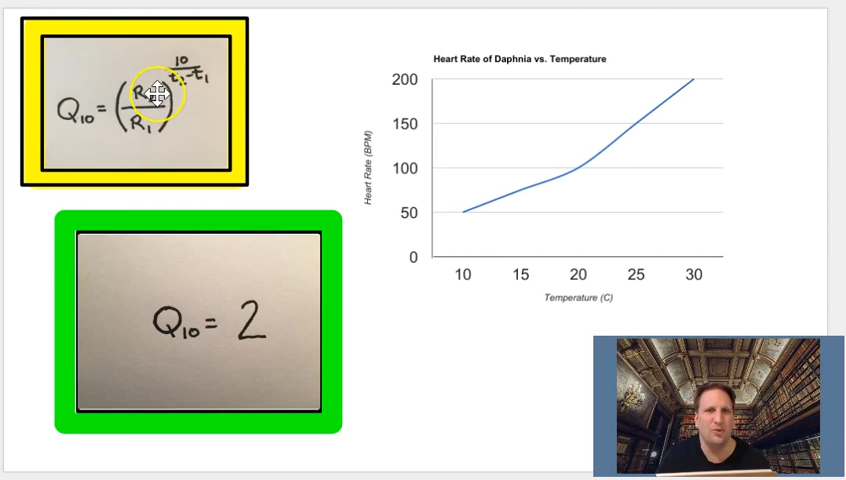 10
t₂-t₁
Q₁₀ = (R / R₁)
Q₁₀ = 2
Heart Rate of Daphnia vs. Temperature
Heart Rate (BPM)
200
150
100
50
0
10 15 20 25 30
Temperature (C)